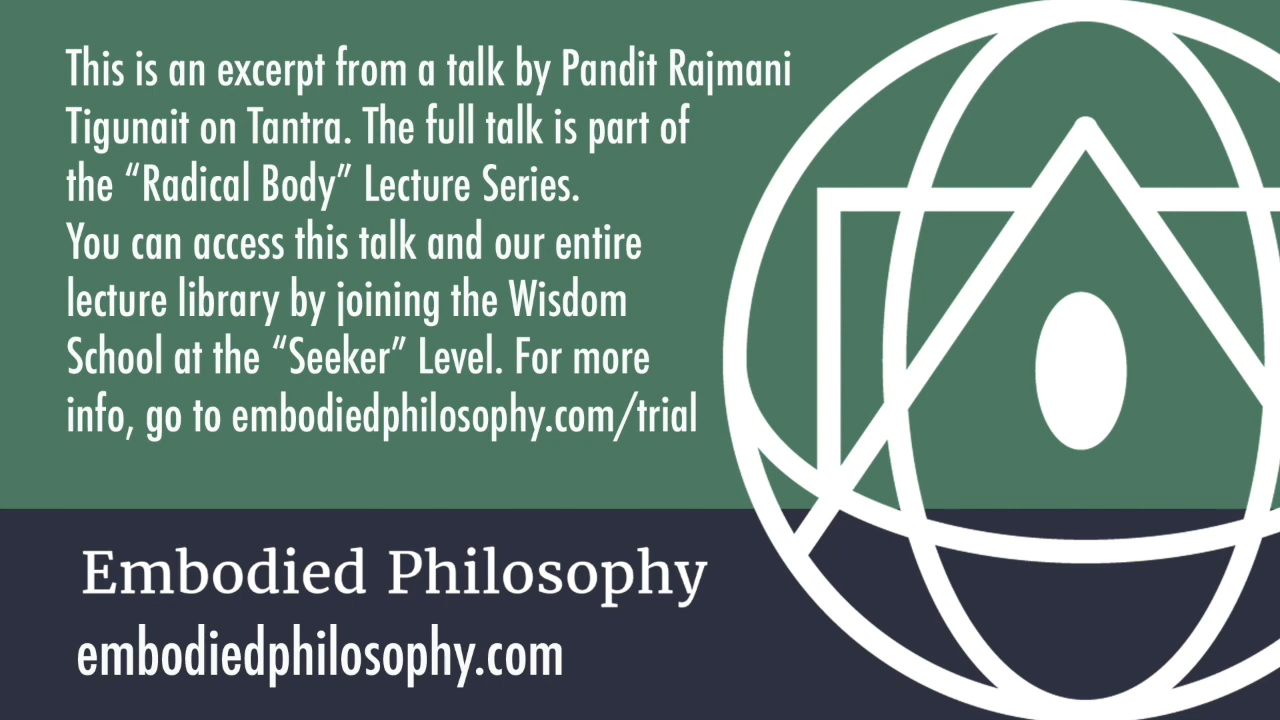 This is an excerpt from a talk by Pandit Rajmani
Tigunait on Tantra. The full talk is part of
the “Radical Body” Lecture Series.
You can access this talk and our entire
lecture library by joining the Wisdom
School at the “Seeker” Level. For more
info, go to embodiedphilosophy.com/trial
Embodied Philosophy
embodiedphilosophy.com